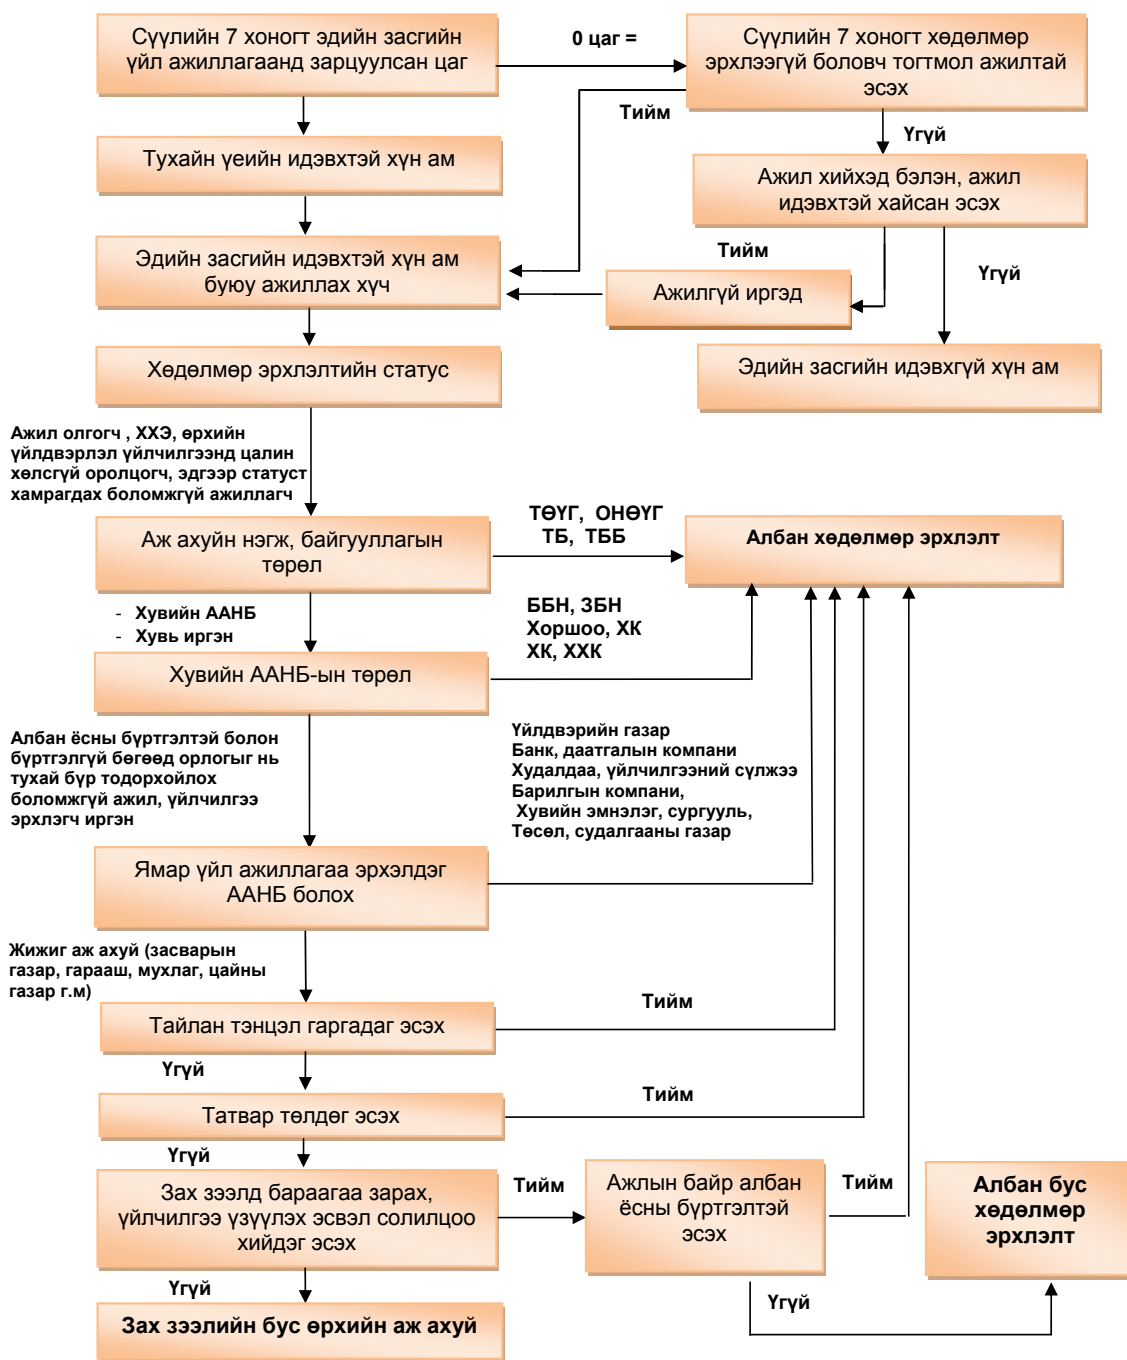 Сүүлийн 7 хоногт эдийн засгийн
үйл ажиллагаанд зарцуулсан цаг
0 цаг =
Сүүлийн 7 хоногт хөдөлмөр
эрхлээгүй боловч тогтмол ажилтай
эсэх
Тийм
Үгүй
Тухайн үеийн идэвхтэй хүн ам
Ажил хийхэд бэлэн, ажил
идэвхтэй хайсан эсэх
Эдийн засгийн идэвхтэй хүн ам
буюу ажиллах хүч
Тийм
Үгүй
Ажилгүй иргэд
Хөдөлмөр эрхлэлтийн статус
Эдийн засгийн идэвхгүй хүн ам
Ажил олгогч , ХХЭ, өрхийн
үйлдвэрлэл үйлчилгээнд цалин
хөлсгүй оролцогч, эдгээр статуст
хамрагдах боломжгүй ажиллагч
Аж ахуйн нэгж, байгууллагын
төрөл
ТӨҮГ, ОНӨҮГ
ТБ, ТББ
Албан хөдөлмөр эрхлэлт
- Хувийн ААНБ
- Хувь иргэн
ББН, ЗБН
Хоршоо, ХК
ХК, ХХК
Хувийн ААНБ-ын төрөл
Албан ёсны бүртгэлтэй болон
бүртгэлгүй бөгөөд орлогыг нь
тухай бүр тодорхойлох
боломжгүй ажил, үйлчилгээ
эрхлэгч иргэн
Үйлдвэрийн газар
Банк, даатгалын компани
Худалдаа, үйлчилгээний сүлжээ
Барилгын компани,
Хувийн эмнэлэг, сургууль,
Төсөл, судалгааны газар
Ямар үйл ажиллагаа эрхэлдэг
ААНБ болох
Жижиг аж ахуй (засварын
газар, гарааш, мухлаг, цайны
газар г.м)
Тайлан тэнцэл гаргадаг эсэх
Тийм
Үгүй
Татвар төлдөг эсэх
Тийм
Үгүй
Зах зээлд бараагаа зарах,
үйлчилгээ үзүүлэх эсвэл солилцоо
хийдэг эсэх
Тийм
Ажлын байр албан
ёсны бүртгэлтэй
эсэх
Тийм
Албан бус
хөдөлмөр
эрхлэлт
Үгүй
Үгүй
Зах зээлийн бус өрхийн аж ахуй